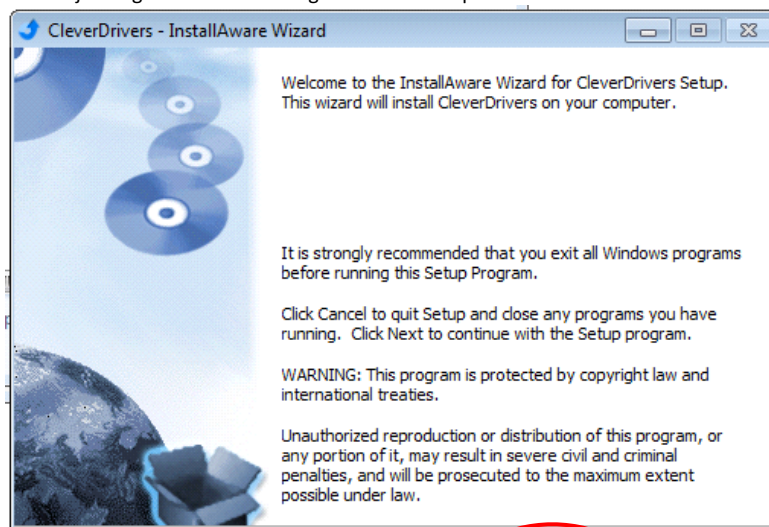 CleverDrivers - InstallAware Wizard
Welcome to the InstallAware Wizard for CleverDrivers Setup.
This wizard will install CleverDrivers on your computer.
It is strongly recommended that you exit all Windows programs
before running this Setup Program.
Click Cancel to quit Setup and close any programs you have
running. Click Next to continue with the Setup program.
WARNING: This program is protected by copyright law and
international treaties.
Unauthorized reproduction or distribution of this program, or
any portion of it, may result in severe civil and criminal
penalties, and will be prosecuted to the maximum extent
possible under law.